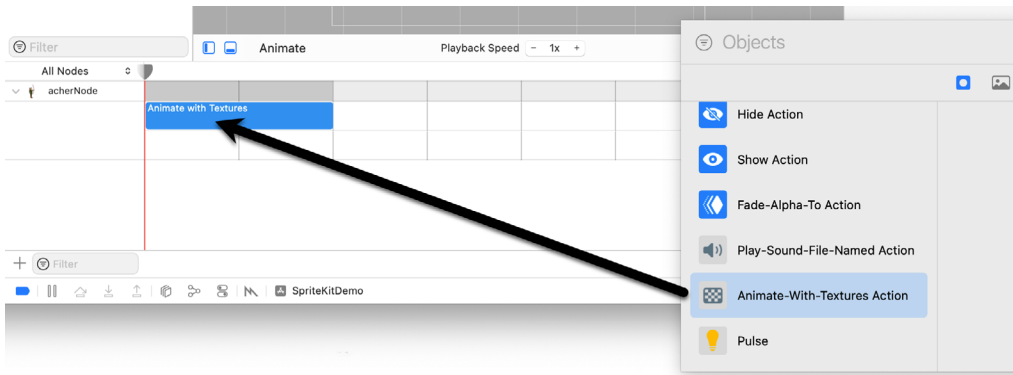 Filter
Animate
Playback Speed - 1x +
All Nodes
acherNode
Animate with Textures
Filter
SpriteKitDemo
Objects
Hide Action
Show Action
Fade-Alpha-To Action
Play-Sound-File-Named Action
Animate-With-Textures Action
Pulse